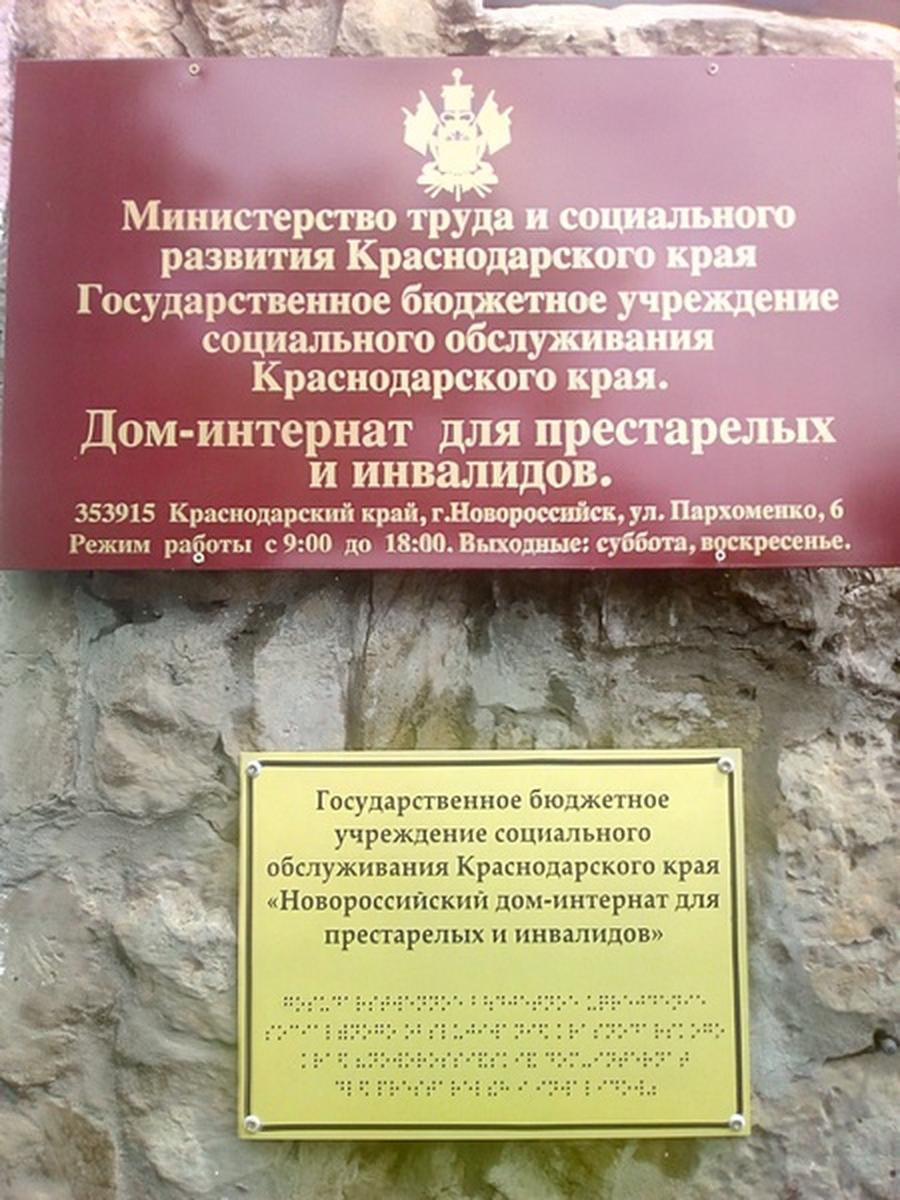 Министерство труда и социального
развития Краснодарского края
Государственное бюджетное учреждение
социального обслуживания
Краснодарского края.
Дом-интернат для престарелых
и инвалидов.
353915 Краснодарский край, г.Новороссийск, ул. Пархоменко, 6
Режим работы с 9:00 до 18:00. Выходные: суббота, воскресенье.
Государственное бюджетное
учреждение социального
обслуживания Краснодарского края
«Новороссийский дом-интернат для
престарелых и инвалидов»